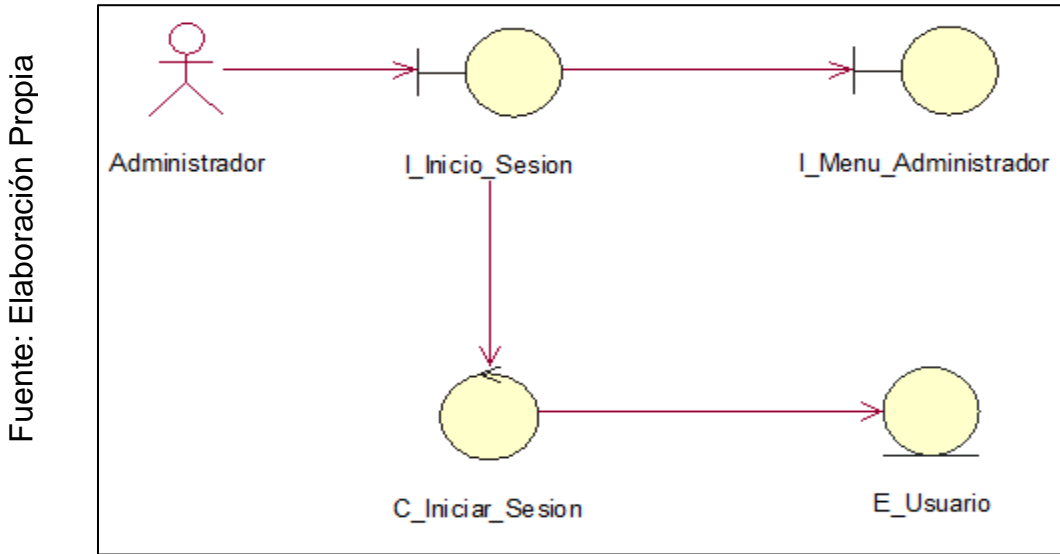 Fuente: Elaboración Propia
Administrador
I_Inicio_Sesion
I_Menu_Administrador
C_Iniciar_Sesion
E_Usuario